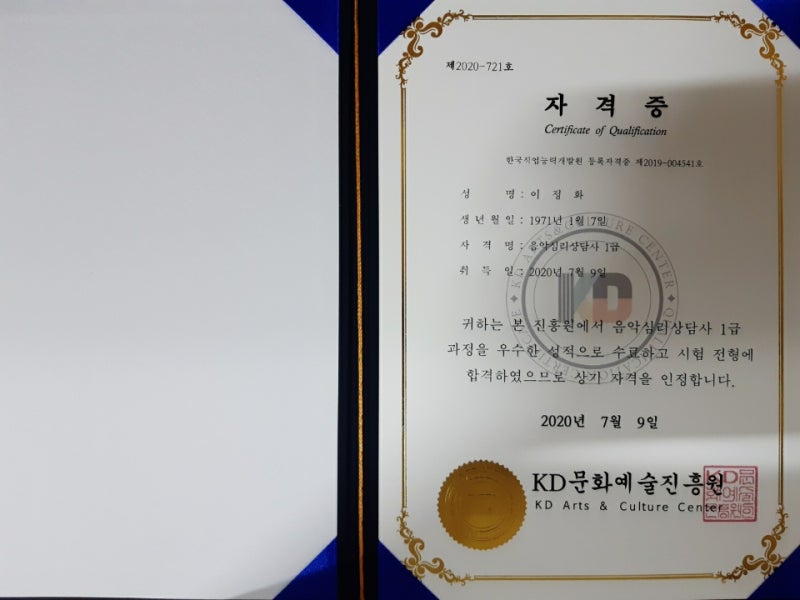 제2020-721호
자 격 증
Certificate of Qualification
한국직업능력개발원 등록자격증 제2019-004541호
성 명 : 이 정 화
생년월일 : 1971년 1월 7일
자 격 명 : 음악심리상담사 1급
취 득 일 : 2020년 7월 9일
KD
귀하는 본 진흥원에서 음악심리상담사 1급
과정을 우수한 성적으로 수료하고 시험 전형에
합격하였으므로 상기 자격을 인정합니다.
2020년 7월 9일
KD문화예술진흥원
KD Arts & Culture Center